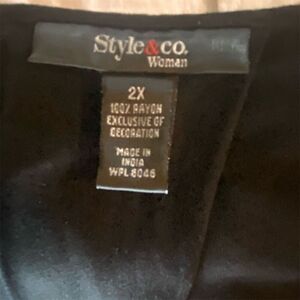 Style&co.
Woman
2X
100% RAYON
EXCLUSIVE OF
DECORATION
MADE IN
INDIA
WPL 8046